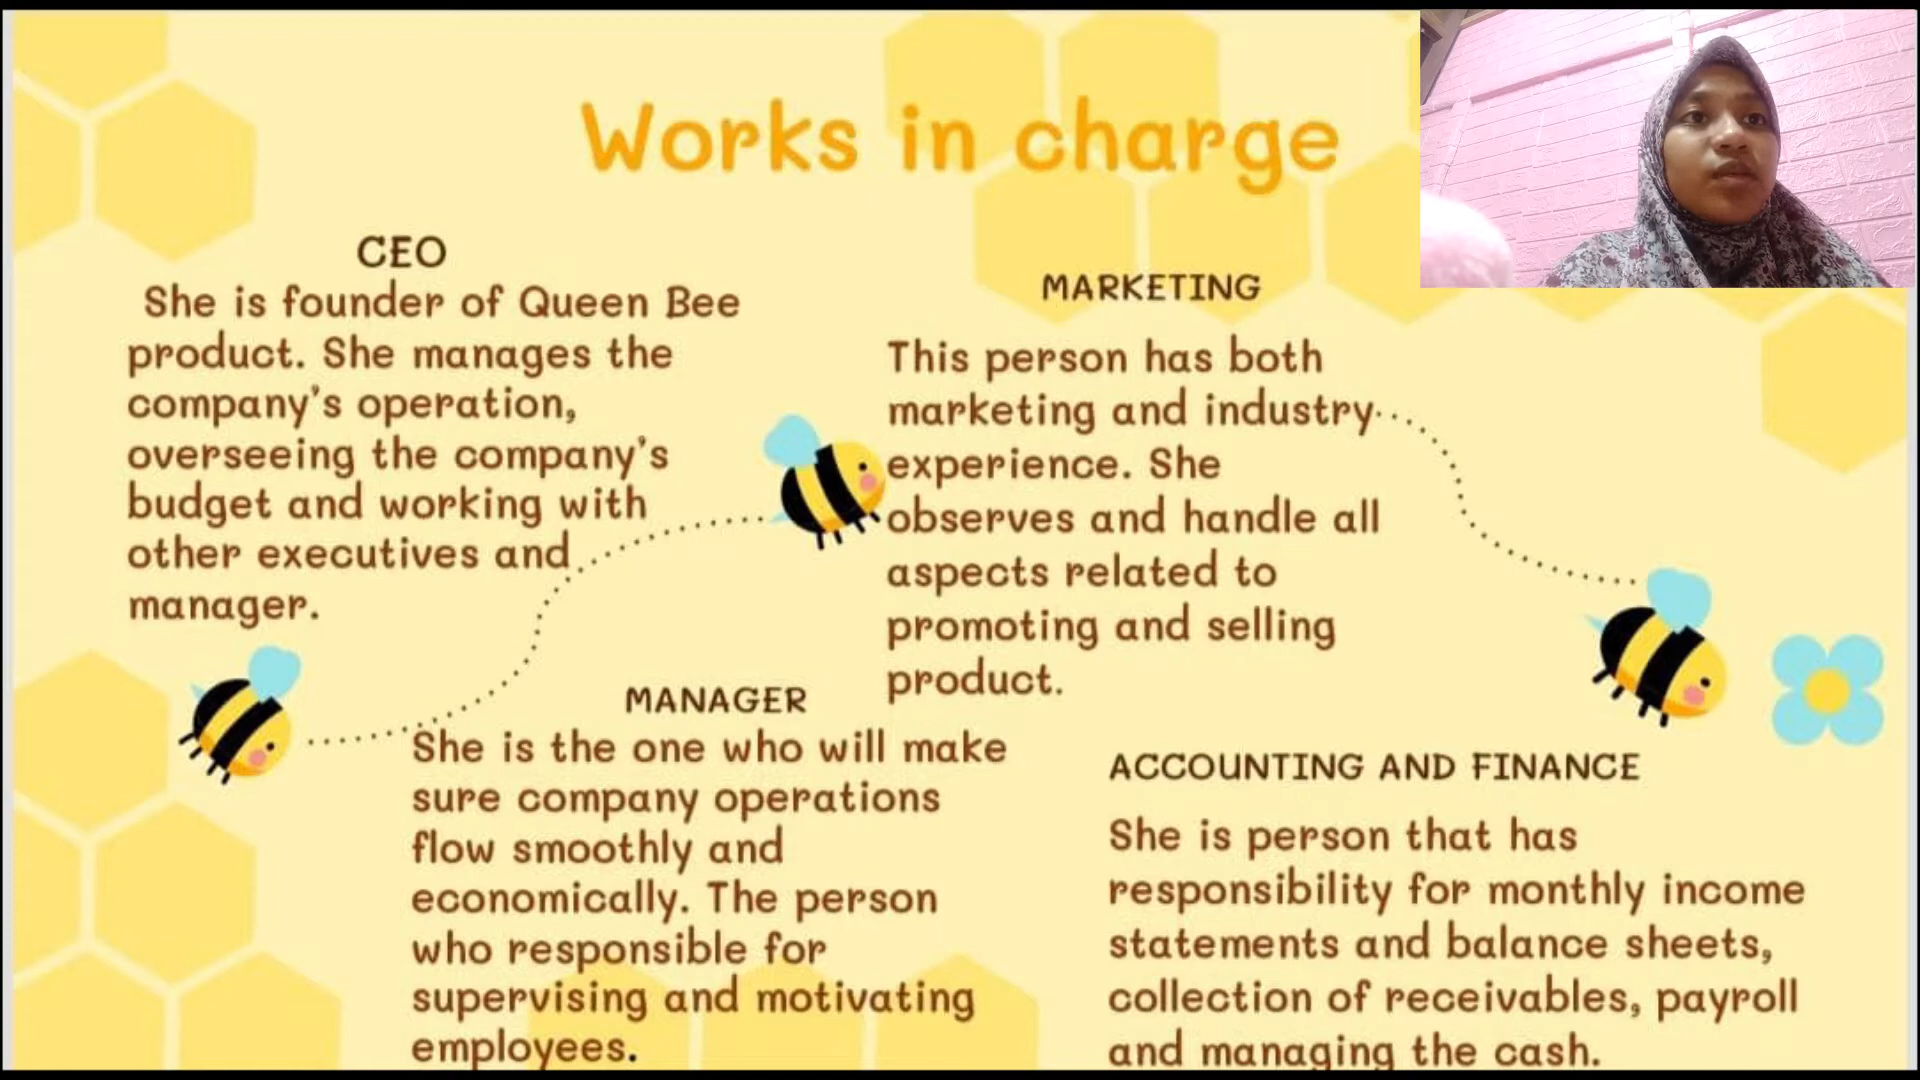 Works in charge
CEO
She is founder of Queen Bee
product. She manages the
company's operation,
overseeing the company's
budget and working with
other executives and
manager.
MARKETING
This person has both
marketing and industry
experience. She
observes and handle all
aspects related to
promoting and selling
product.
MANAGER
She is the one who will make
sure company operations
flow smoothly and
economically. The person
who responsible for
supervising and motivating
employees.
ACCOUNTING AND FINANCE
She is person that has
responsibility for monthly income
statements and balance sheets,
collection of receivables, payroll
and managing the cash.